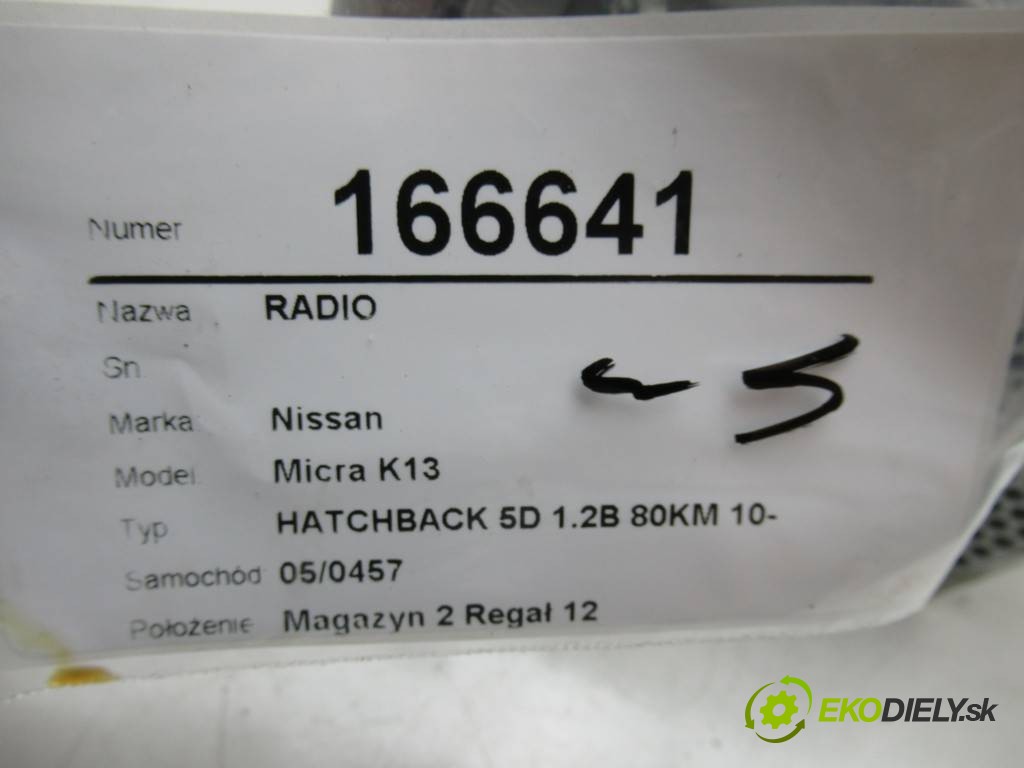 Numer 166641
Nazwa RADIO
Sn
Marka Nissan
Model Micra K13
Typ HATCHBACK 5D 1.2B 80KM 10-
Samochód 05/0457
Położenie Magazyn 2 Regał 12
EKODIELY.sk